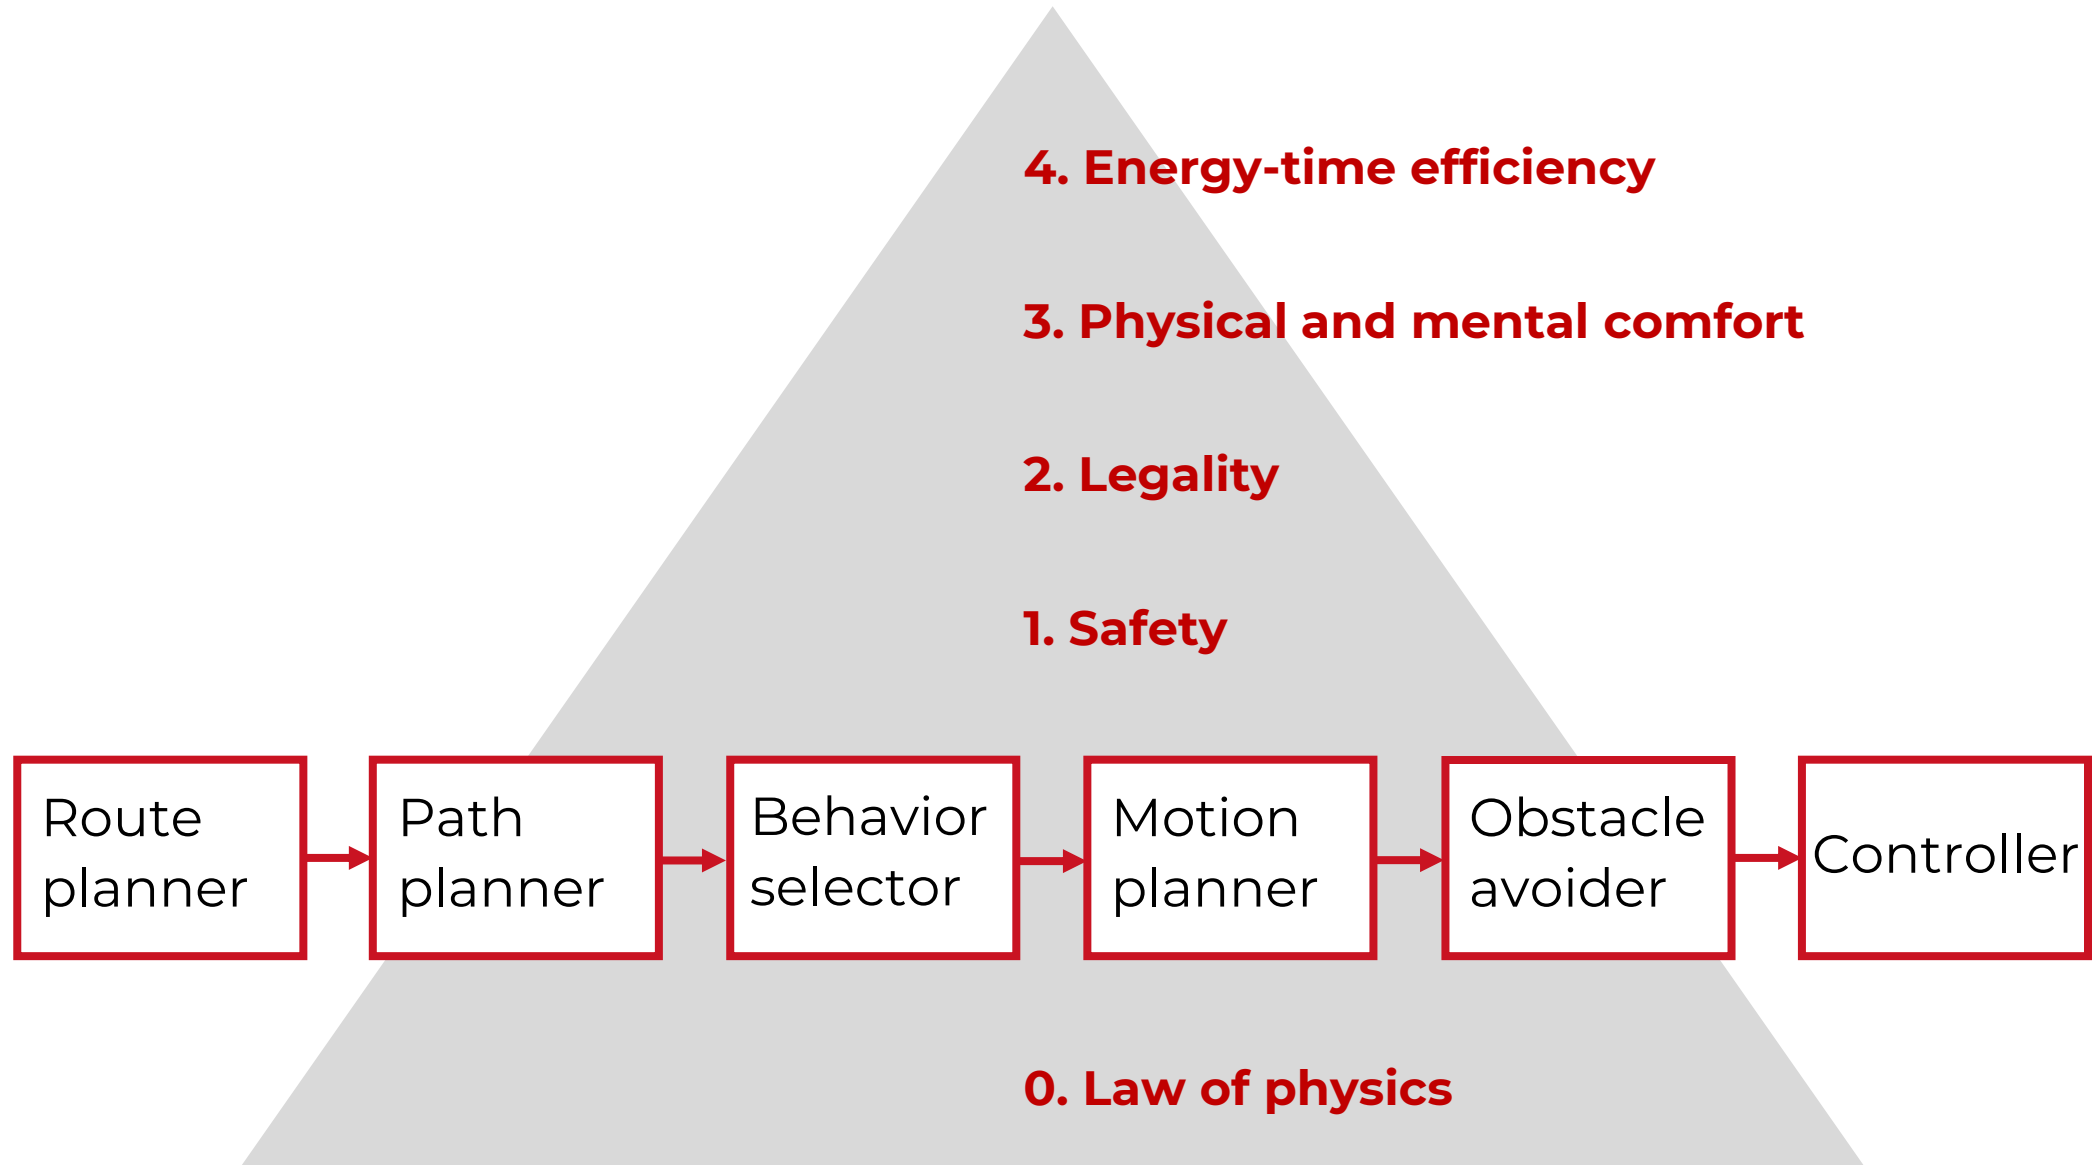 4. Energy-time efficiency
3. Physical and mental comfort
2. Legality
1. Safety
Route
planner
Path
planner
Behavior
selector
Motion
planner
Obstacle
avoider
Controller
0. Law of physics